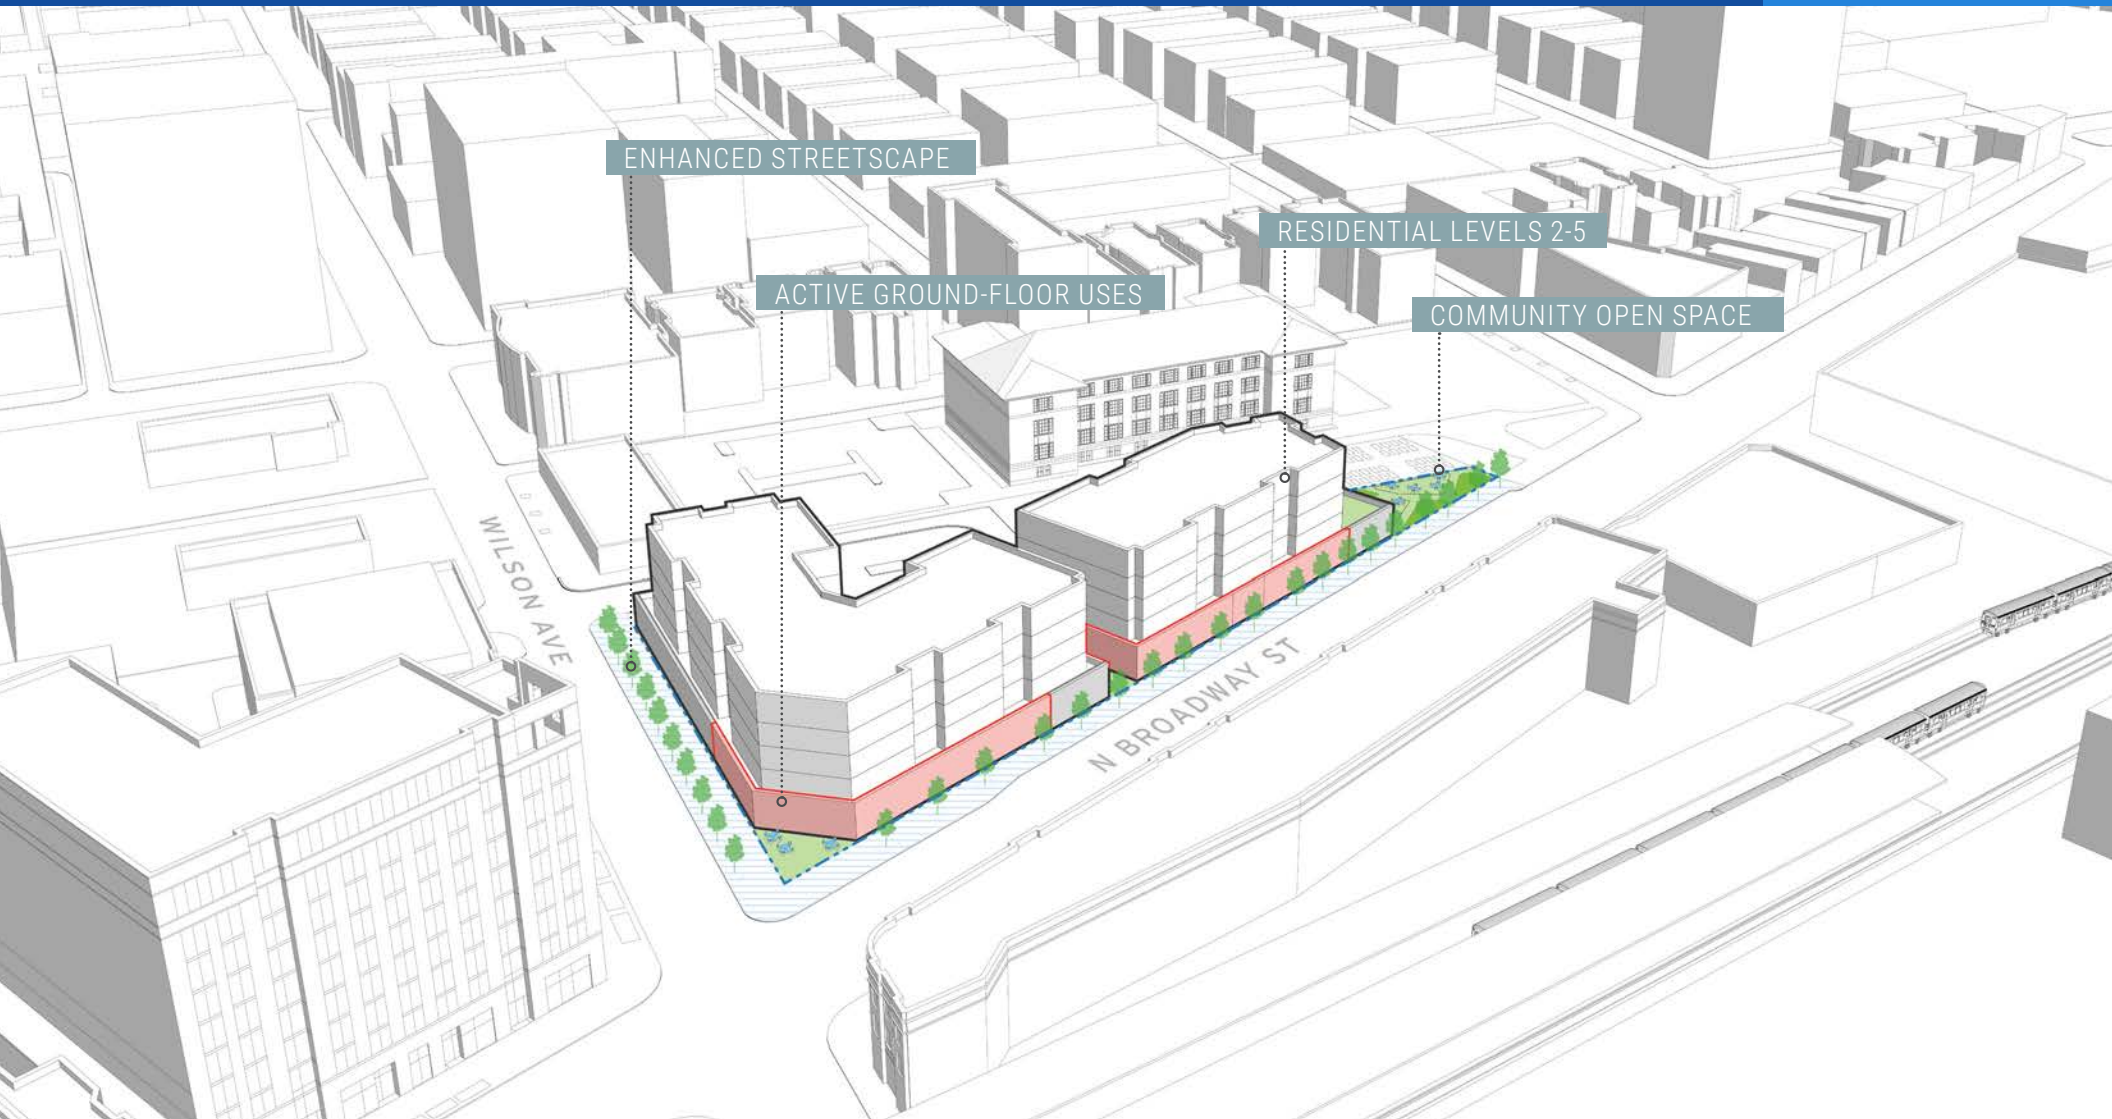 ENHANCED STREETSCAPE
RESIDENTIAL LEVELS 2-5
ACTIVE GROUND-FLOOR USES
COMMUNITY OPEN SPACE
WILSON AVE
N BROADWAY ST